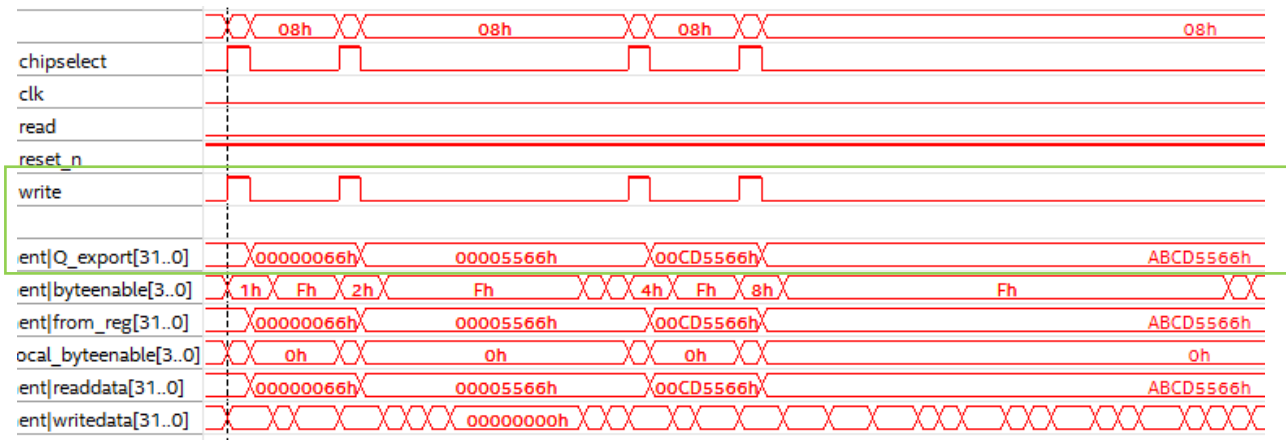 08h 08h 08h 08h
chipselect
clk
read
reset_n
write
ent|Q_export[31..0] 00000066h 00005566h 00CD5566h ABCD5566h
ent|byteenable[3..0] 1h Fh 2h Fh 4h Fh 8h Fh
ent|from_reg[31..0] 00000066h 00005566h 00CD5566h ABCD5566h
ocal_byteenable[3..0] 0h 0h 0h 0h
ent|readdata[31..0] 00000066h 00005566h 00CD5566h ABCD5566h
ent|writedata[31..0] 00000000h